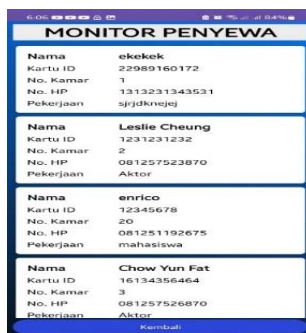 6:06
84%
MONITOR PENYEWA
Nama ekekek
Kartu ID 22989160172
No. Kamar 1
No. HP 1313231343531
Pekerjaan sjrjdknejej
Nama Leslie Cheung
Kartu ID 1231231232
No. Kamar 2
No. HP 081257523870
Pekerjaan Aktor
Nama enrico
Kartu ID 12345678
No. Kamar 20
No. HP 081251192675
Pekerjaan mahasiswa
Nama Chow Yun Fat
Kartu ID 16134356464
No. Kamar 3
No. HP 081257526870
Pekerjaan Aktor
Kembali